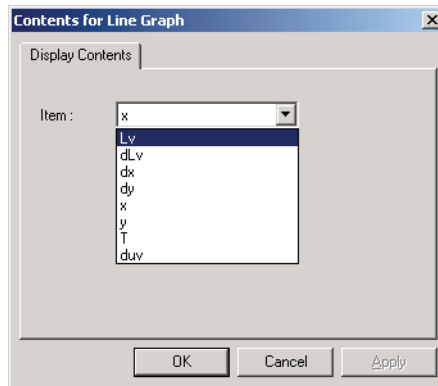 Contents for Line Graph
Display Contents
Item :
x
Lv
dLv
dx
dy
x
y
T
duv
OK
Cancel
Apply